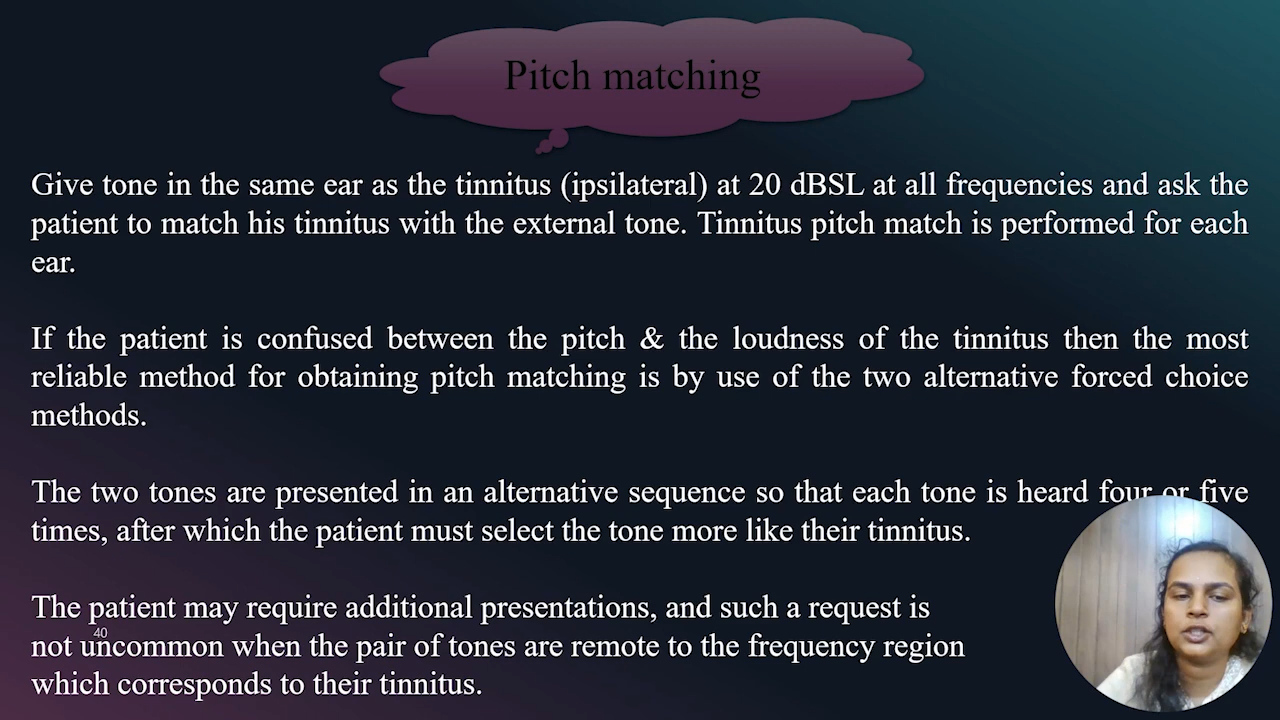 Pitch matching
Give tone in the same ear as the tinnitus (ipsilateral) at 20 dBSL at all frequencies and ask the
patient to match his tinnitus with the external tone. Tinnitus pitch match is performed for each
ear.
If the patient is confused between the pitch & the loudness of the tinnitus then the most
reliable method for obtaining pitch matching is by use of the two alternative forced choice
methods.
The two tones are presented in an alternative sequence so that each tone is heard four or five
times, after which the patient must select the tone more like their tinnitus.
The patient may require additional presentations, and such a request is
40
not uncommon when the pair of tones are remote to the frequency region
which corresponds to their tinnitus.